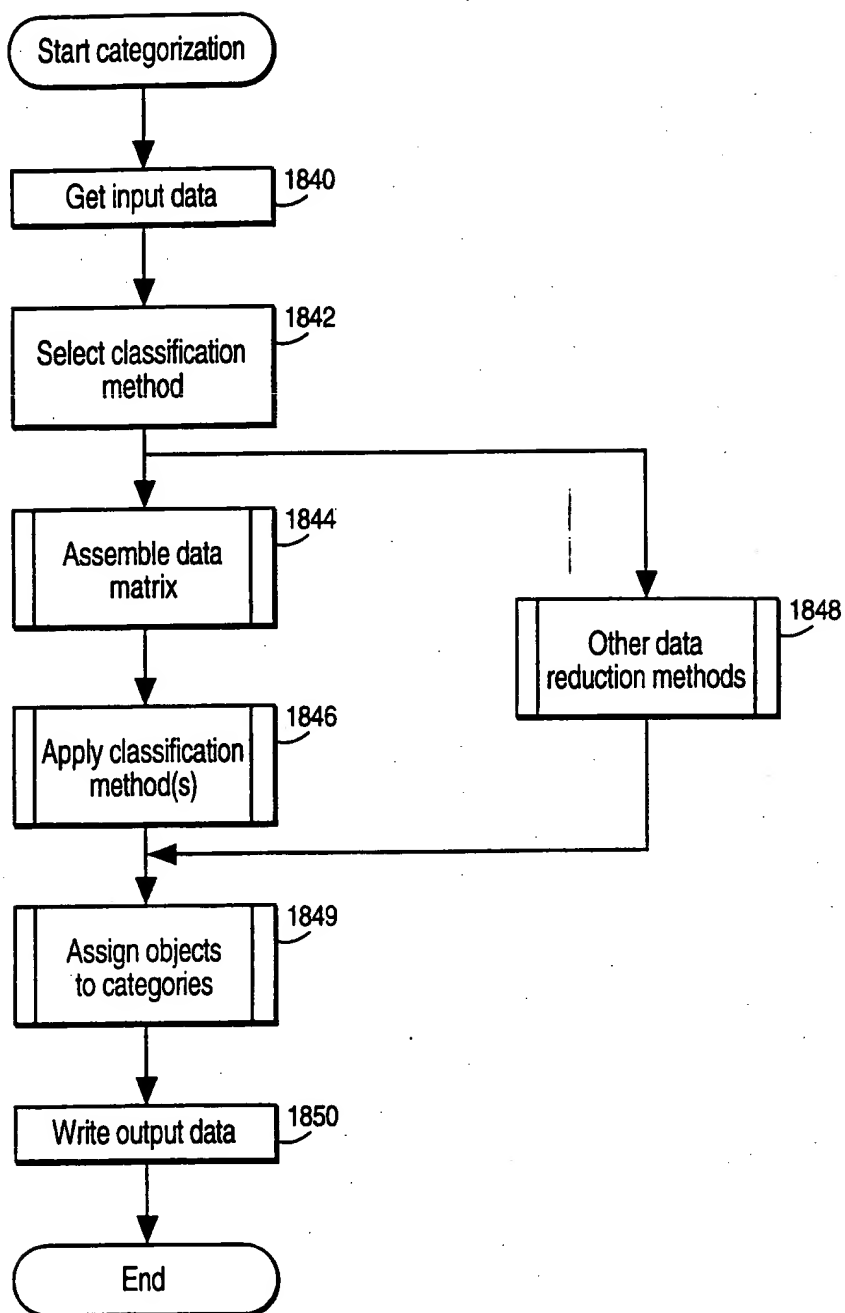 Start categorization
Get input data
1840
Select classification
method
1842
Assemble data
matrix
1844
Other data
reduction methods
1848
Apply classification
method(s)
1846
Assign objects
to categories
1849
Write output data
1850
End